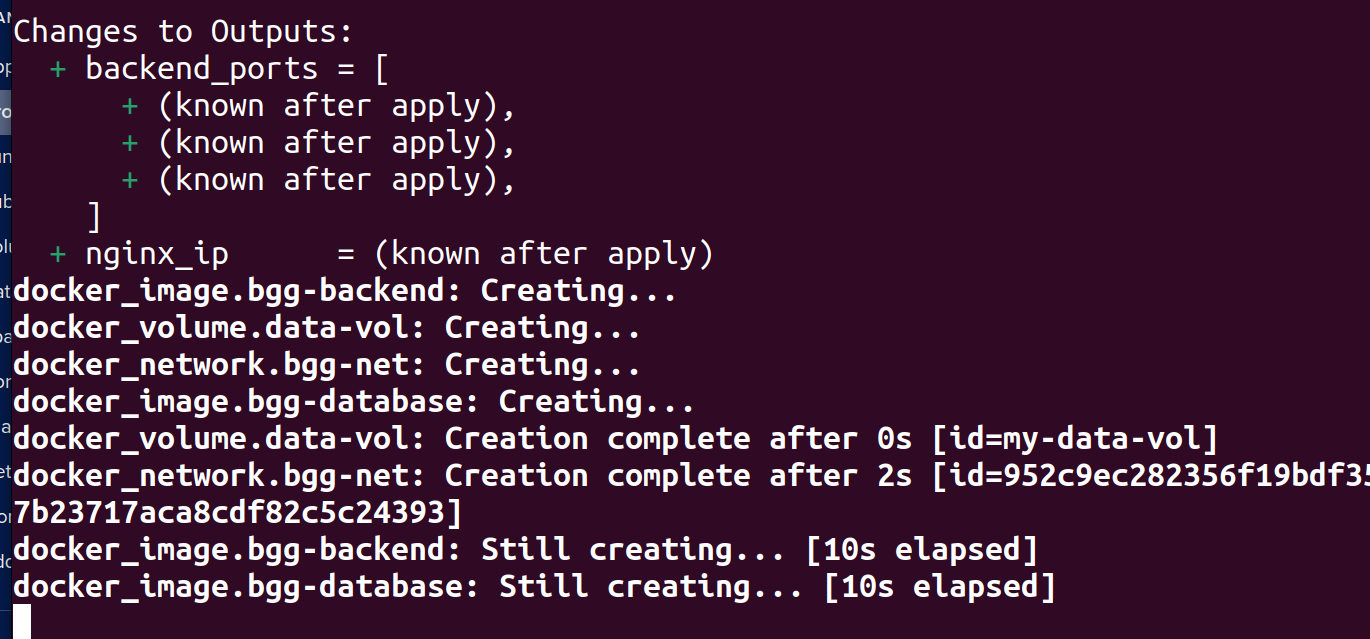 Changes to Outputs:
  + backend_ports = [
      + (known after apply),
      + (known after apply),
      + (known after apply),
    ]
  + nginx_ip      = (known after apply)
docker_image.bgg-backend: Creating...
docker_volume.data-vol: Creating...
docker_network.bgg-net: Creating...
docker_image.bgg-database: Creating...
docker_volume.data-vol: Creation complete after 0s [id=my-data-vol]
docker_network.bgg-net: Creation complete after 2s [id=952c9ec282356f19bdf35
7b23717aca8cdf82c5c24393]
docker_image.bgg-backend: Still creating... [10s elapsed]
docker_image.bgg-database: Still creating... [10s elapsed]